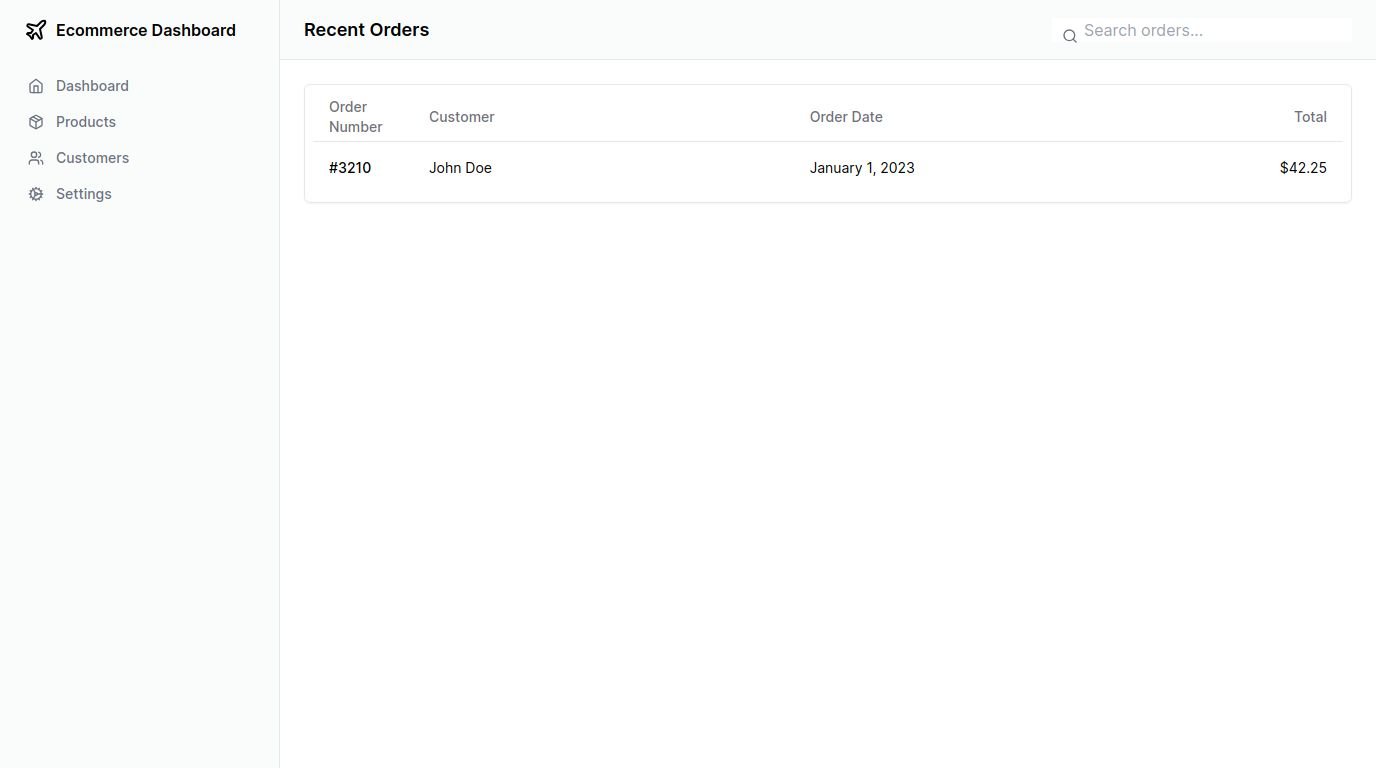 Ecommerce Dashboard
Dashboard
Products
Customers
Settings
Recent Orders
Search orders...
Order
Number
Customer
Order Date
Total
#3210
John Doe
January 1, 2023
$42.25